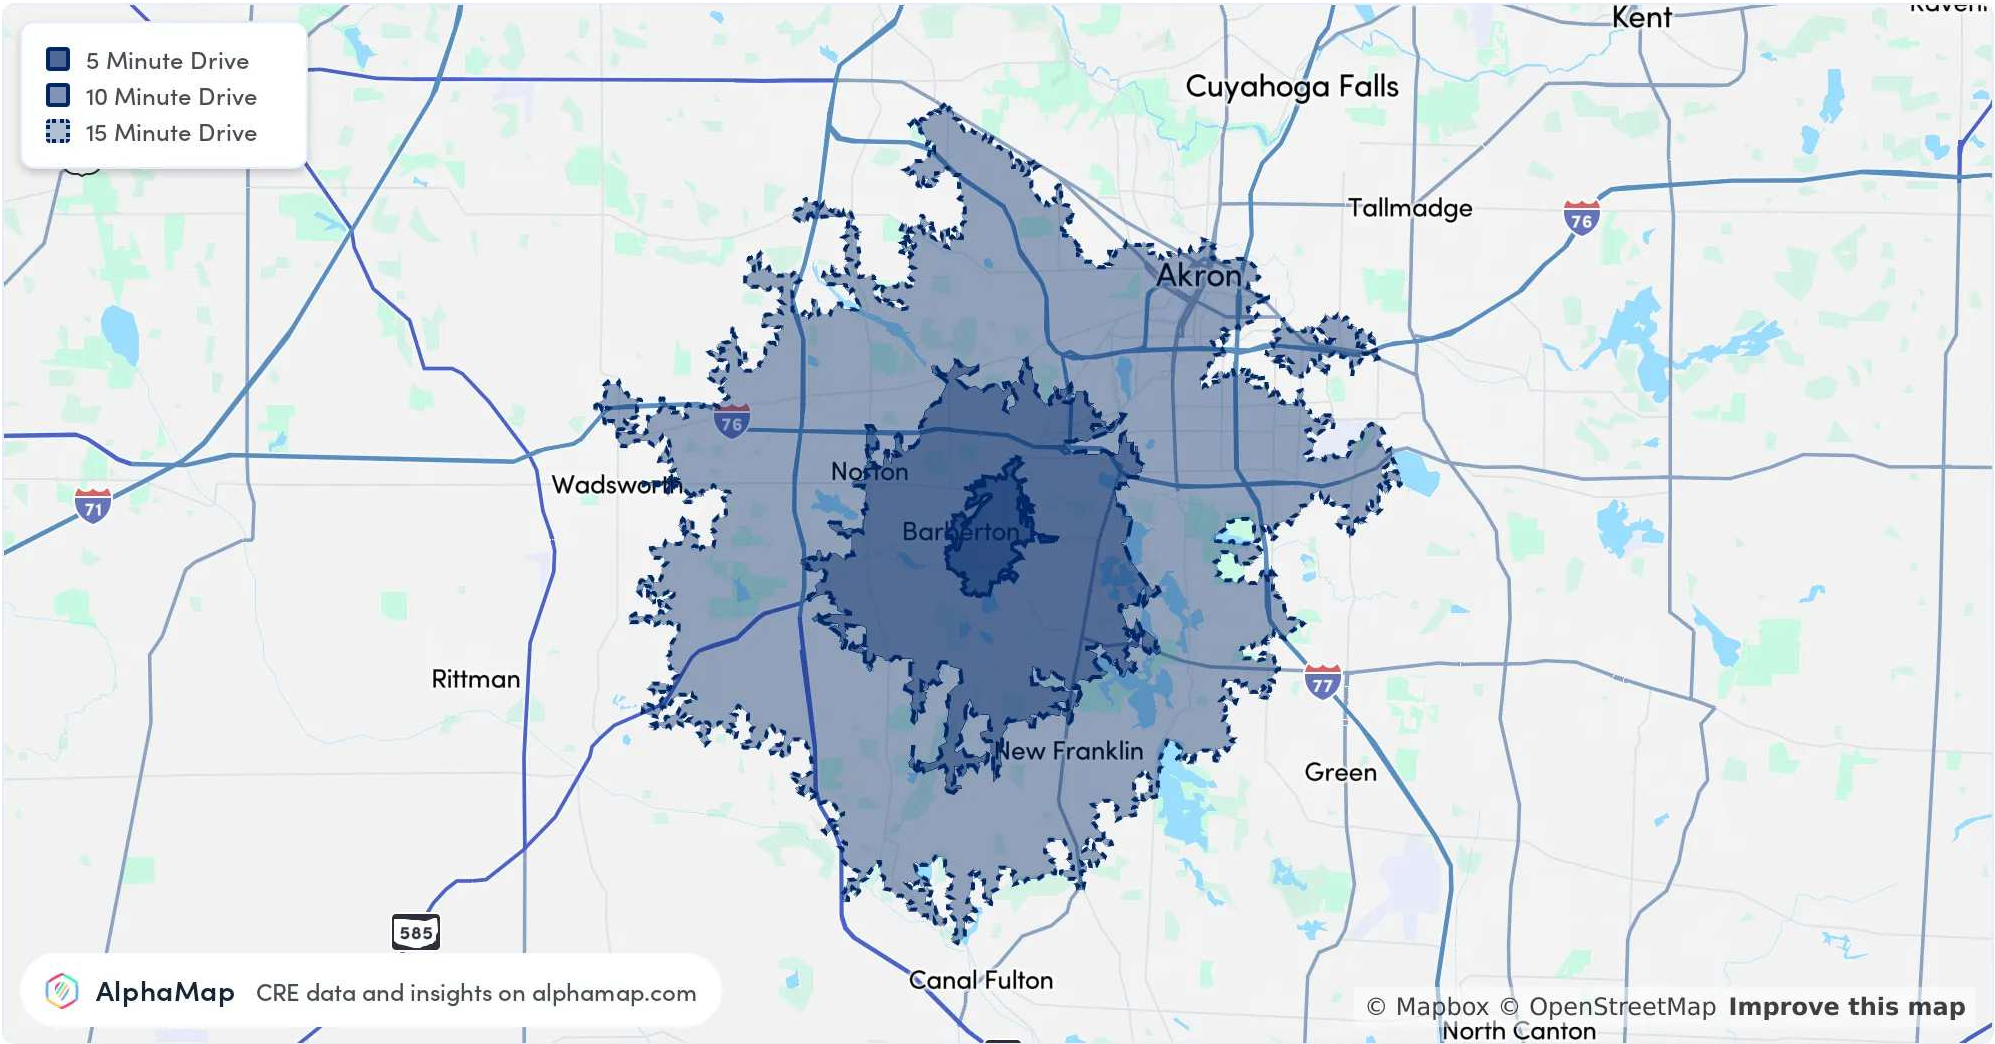 Kent
5 Minute Drive
10 Minute Drive
15 Minute Drive
Cuyahoga Falls
Tallmadge
76
Akron
76
Norton
Wadsworth
71
Barberton
Rittman
77
New Franklin
Green
585
Canal Fulton
AlphaMap CRE data and insights on alphamap.com
© Mapbox © OpenStreetMap Improve this map
North Canton